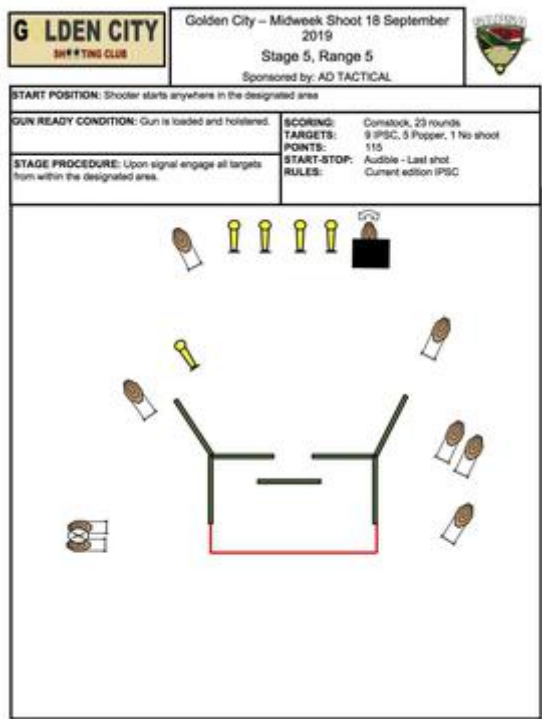 G LDEN CITY
SH**TING CLUB
Golden City – Midweek Shoot 18 September
2019
Stage 5, Range 5
Sponsored by: AD TACTICAL
START POSITION: Shooter starts anywhere in the designated area
GUN READY CONDITION: Gun is loaded and holstered.
STAGE PROCEDURE: Upon signal engage all targets
from within the designated area.
SCORING: Comstock, 23 rounds
TARGETS: 9 IPSC, 5 Popper, 1 No shoot
POINTS: 115
START-STOP: Audible - Last shot
RULES: Current edition IPSC